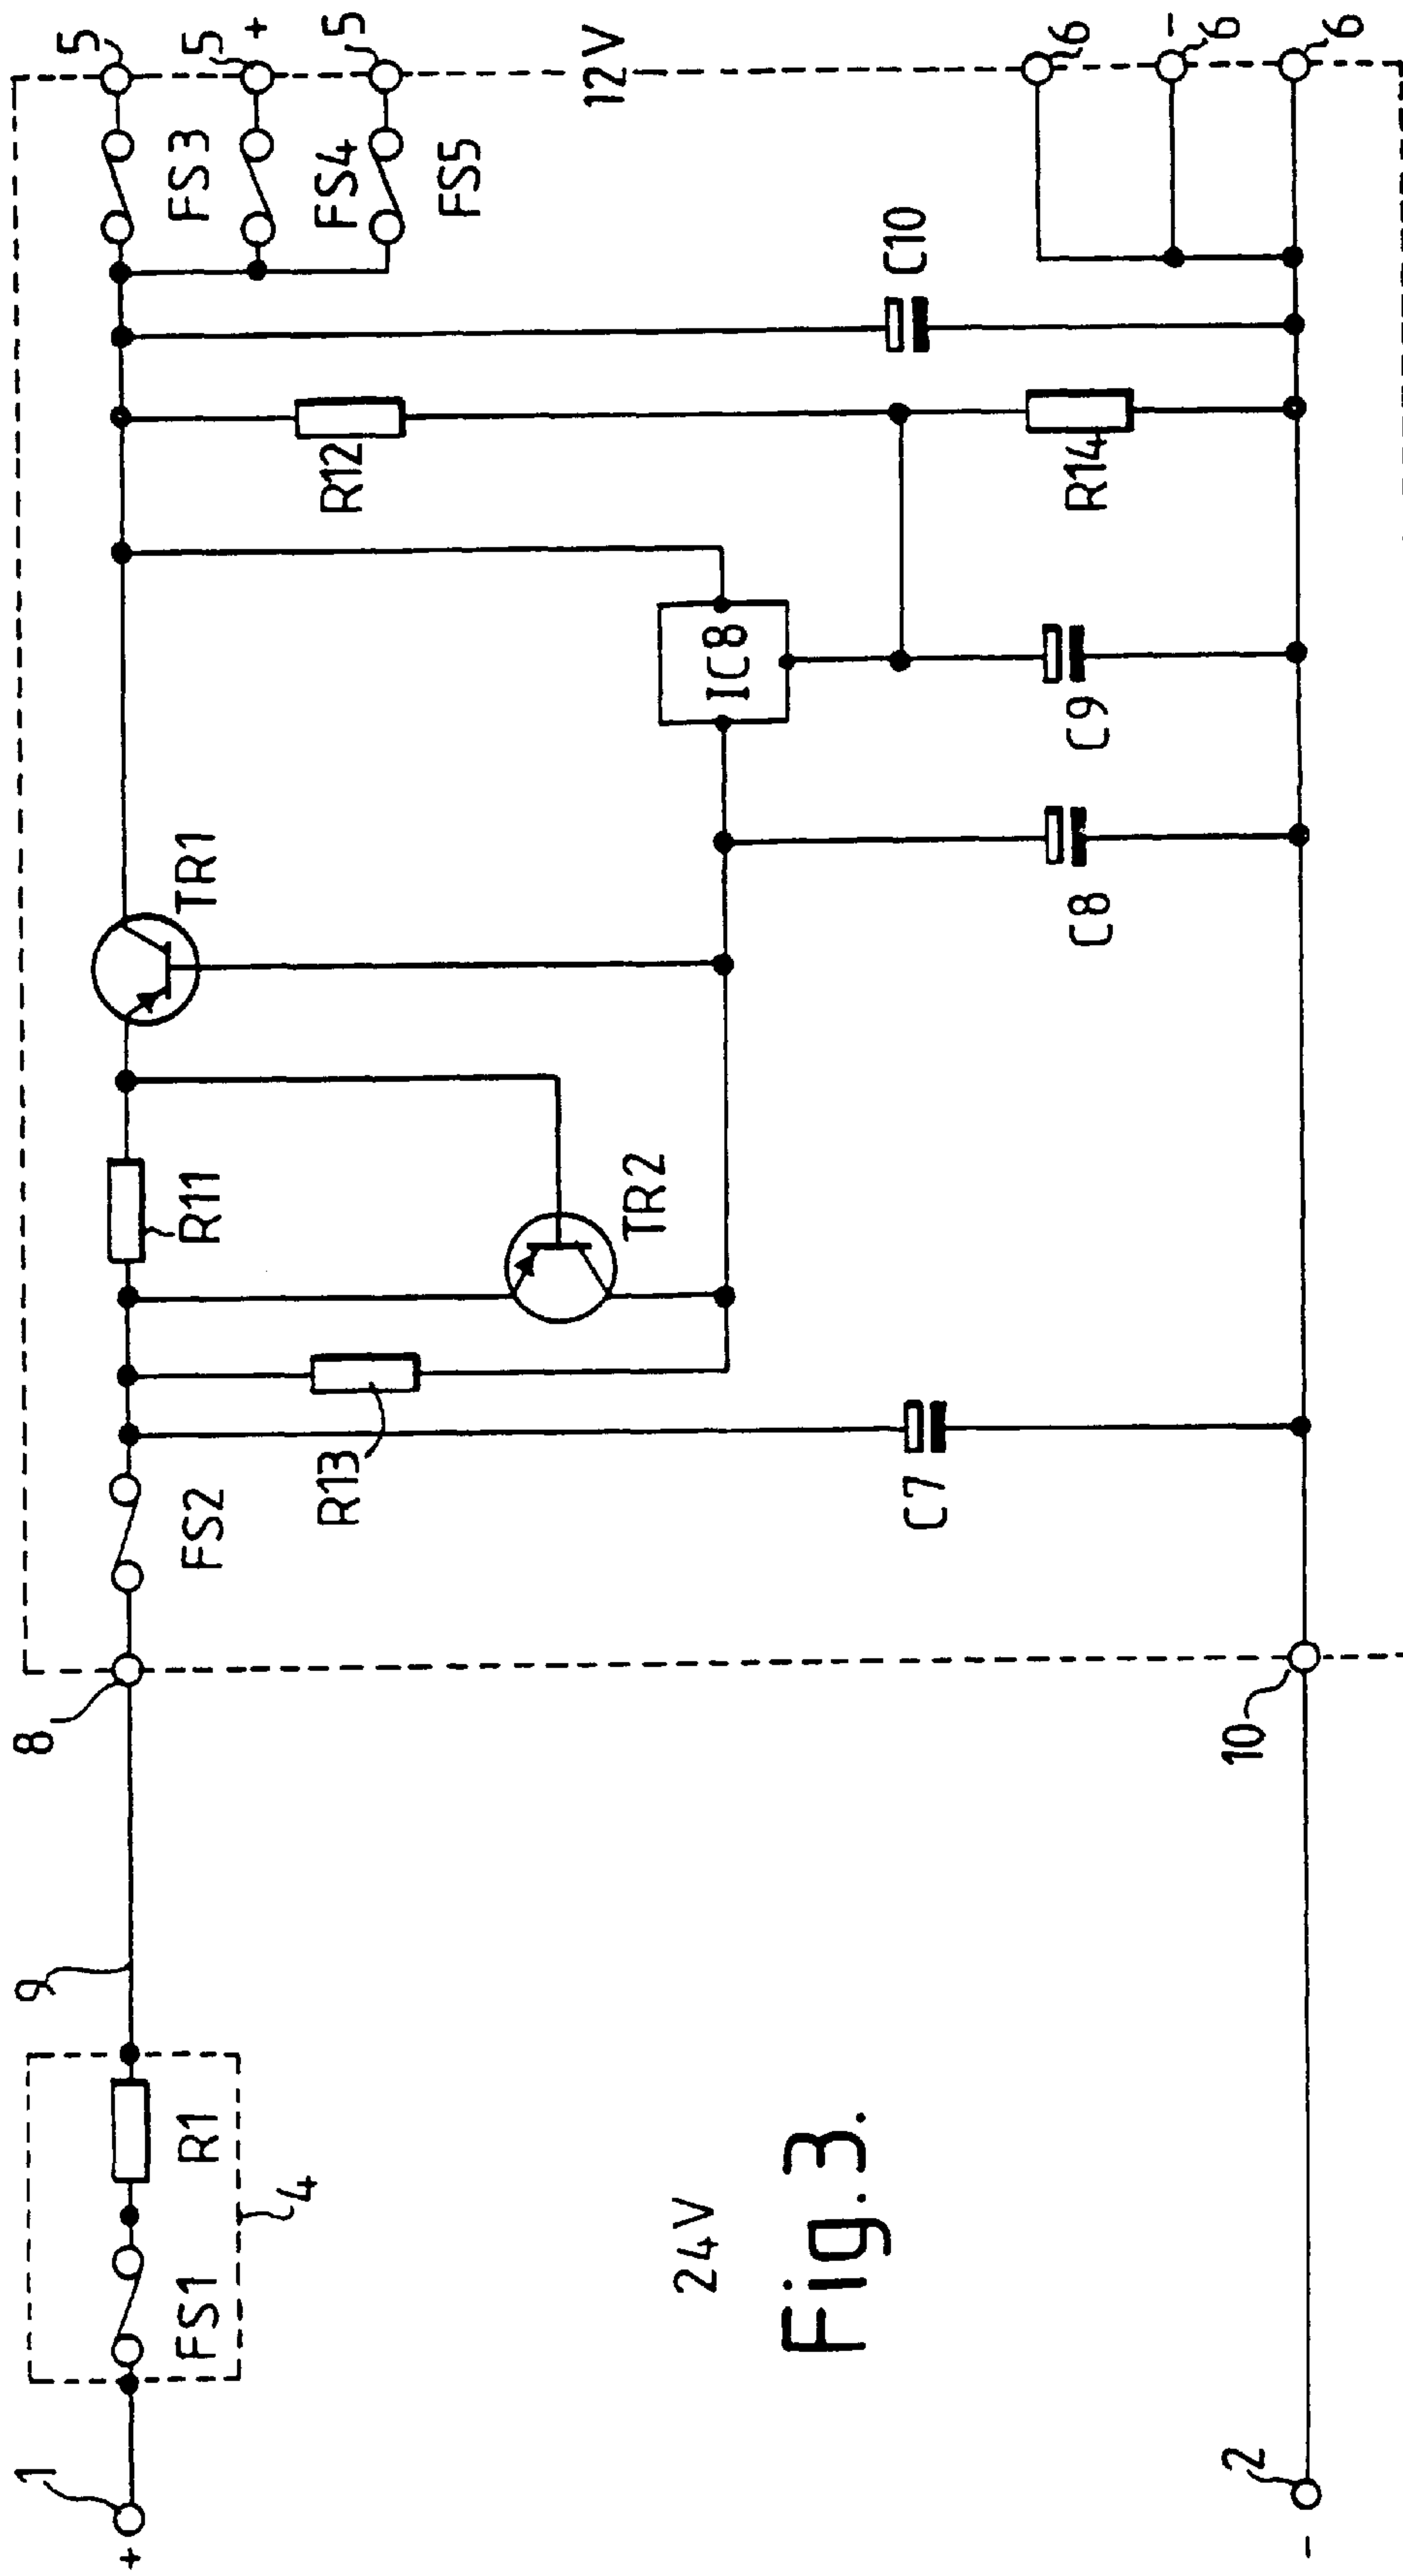 1
+
FS1
R1
4
9
8
FS2
R13
R11
TR2
TR1
IC8
R12
C10
FS3
FS4
FS5
5
5
+
5
12V
6
-
6
6
R14
C9
C8
C7
10
24V
2
-
Fig.3.